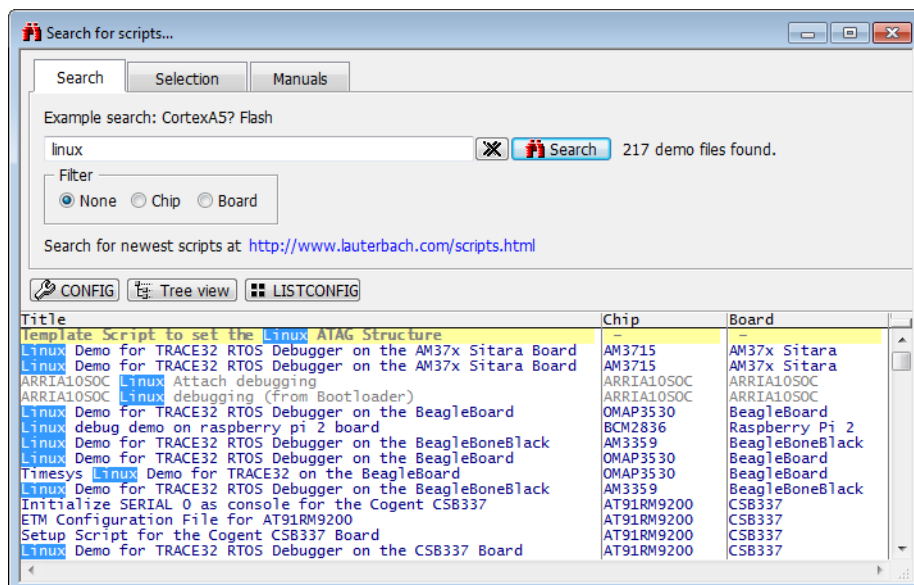 Search for scripts...
Search Selection Manuals
Example search: CortexA5? Flash
linux Search 217 demo files found.
Filter
None Chip Board
Search for newest scripts at http://www.lauterbach.com/scripts.html
CONFIG Tree view LISTCONFIG
Title Chip Board
Template Script to set the Linux ATAG Structure - -
Linux Demo for TRACE32 RTOS Debugger on the AM37x Sitara Board AM3715 AM37x Sitara
Linux Demo for TRACE32 RTOS Debugger on the AM37x Sitara Board AM3715 AM37x Sitara
ARRIA10SOC Linux Attach debugging ARRIA10SOC ARRIA10SOC
ARRIA10SOC Linux debugging (from Bootloader) ARRIA10SOC ARRIA10SOC
Linux Demo for TRACE32 RTOS Debugger on the BeagleBoard OMAP3530 BeagleBoard
Linux debug demo on raspberry pi 2 board BCM2836 Raspberry Pi 2
Linux Demo for TRACE32 RTOS Debugger on the BeagleBoneBlack AM3359 BeagleBoneBlack
Linux Demo for TRACE32 RTOS Debugger on the BeagleBoard OMAP3530 BeagleBoard
Timesys Linux Demo for TRACE32 on the BeagleBoard OMAP3530 BeagleBoard
Linux Demo for TRACE32 RTOS Debugger on the BeagleBoneBlack AM3359 BeagleBoneBlack
Initialize SERIAL 0 as console for the Cogent CSB337 AT91RM9200 CSB337
ETM Configuration File for AT91RM9200 AT91RM9200 CSB337
Setup Script for the Cogent CSB337 Board AT91RM9200 CSB337
Linux Demo for TRACE32 RTOS Debugger on the CSB337 Board AT91RM9200 CSB337